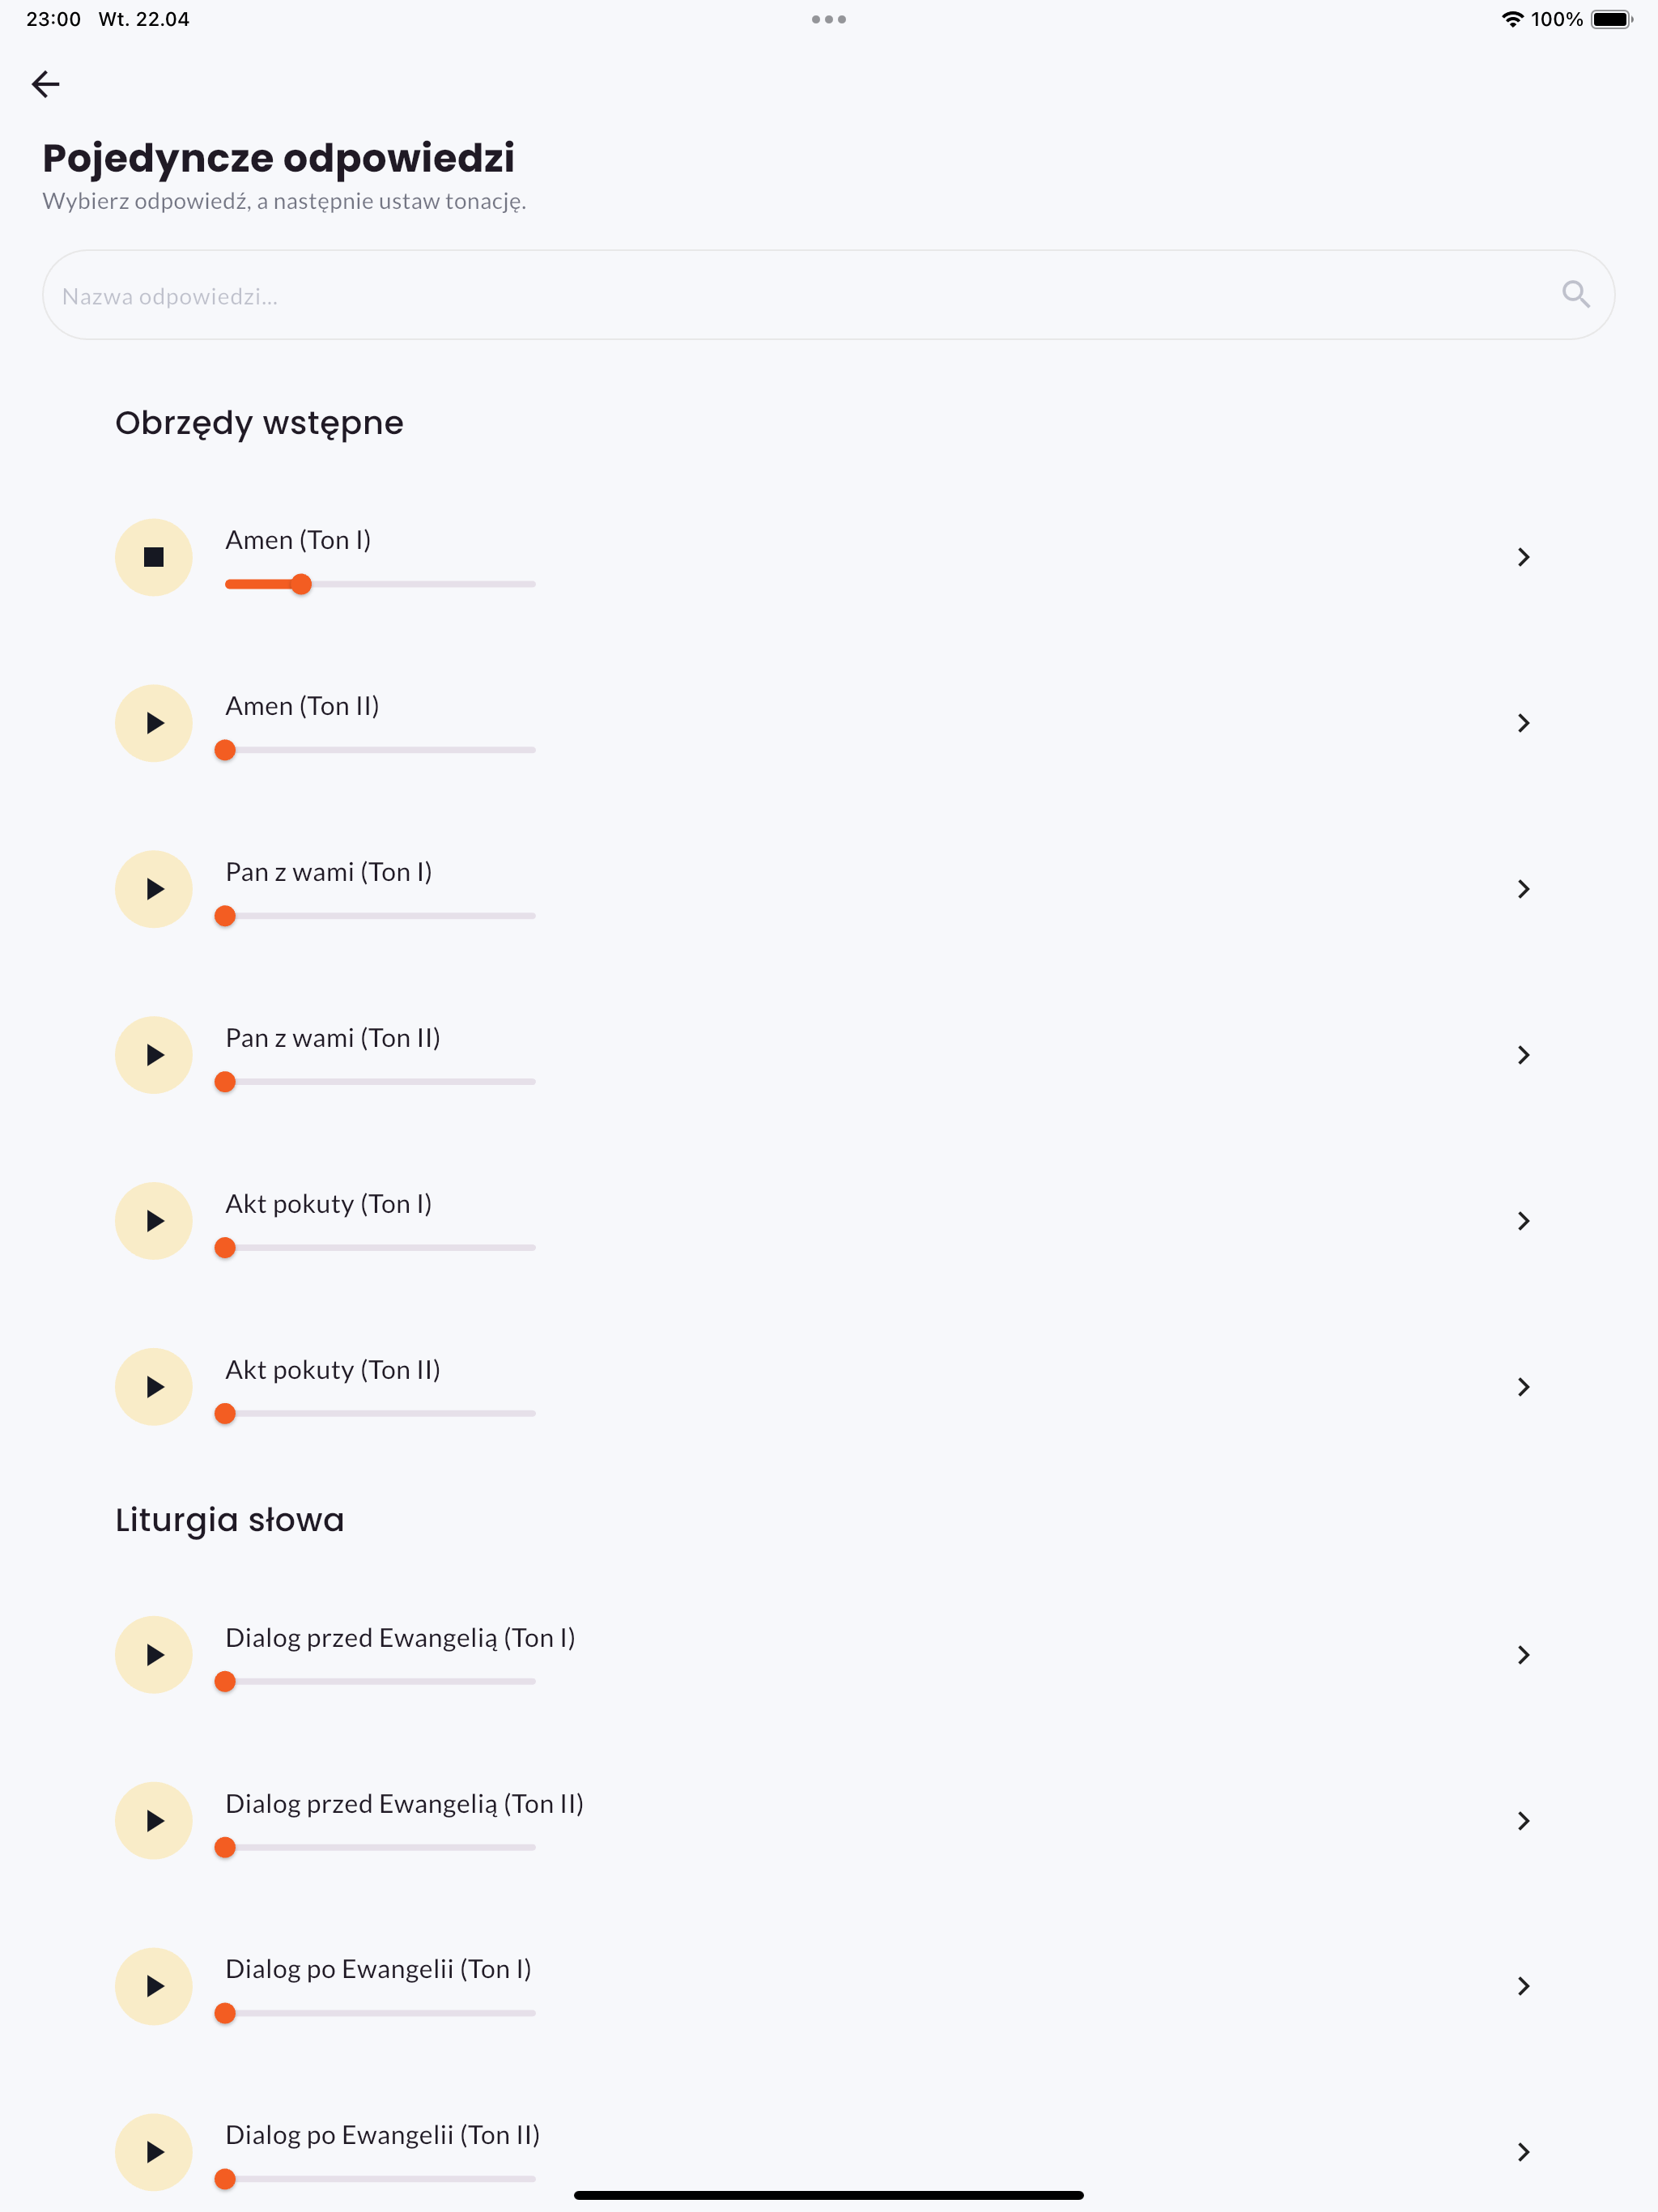 23:00 Wt. 22.04 100%
Pojedyncze odpowiedzi
Wybierz odpowiedź, a następnie ustaw tonację.
Nazwa odpowiedzi...
Obrzędy wstępne
Amen (Ton I)
Amen (Ton II)
Pan z wami (Ton I)
Pan z wami (Ton II)
Akt pokuty (Ton I)
Akt pokuty (Ton II)
Liturgia słowa
Dialog przed Ewangelią (Ton I)
Dialog przed Ewangelią (Ton II)
Dialog po Ewangelii (Ton I)
Dialog po Ewangelii (Ton II)